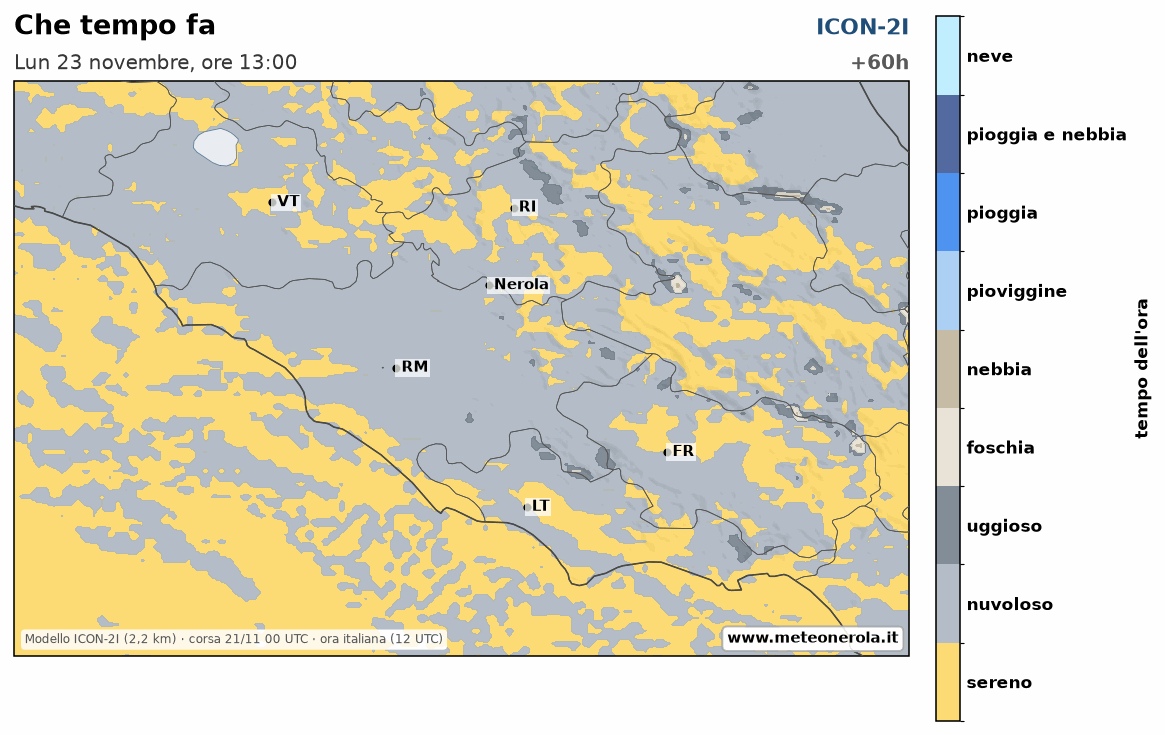 Che tempo fa
ICON-2I
Lun 23 novembre, ore 13:00
+60h
neve
pioggia e nebbia
pioggia
pioviggine
nebbia
foschia
uggioso
nuvoloso
sereno
tempo dell'ora
VT
RI
Nerola
RM
FR
LT
Modello ICON-2I (2,2 km) · corsa 21/11 00 UTC · ora italiana (12 UTC)
www.meteonerola.it